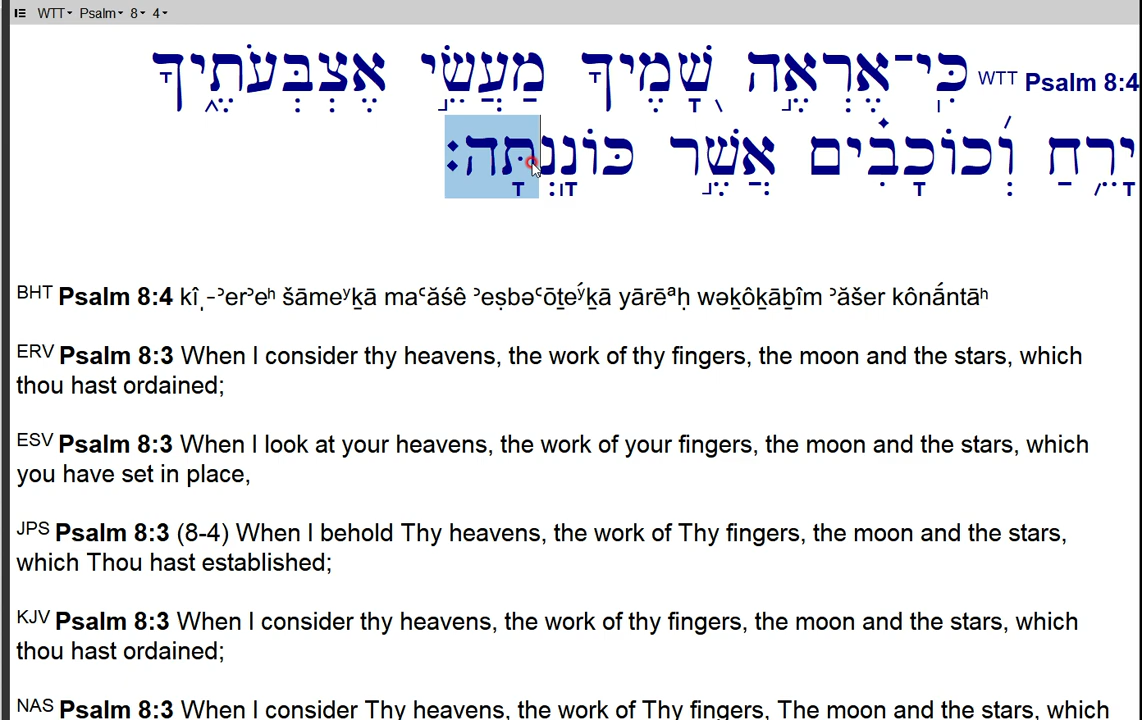 WTT Psalm 8 4
WTT Psalm 8:4 כִּֽי־אֶרְאֶ֣ה שָׁ֭מֶיךָ מַעֲשֵׂ֣י אֶצְבְּעֹתֶ֑יךָ
יָרֵ֥חַ וְ֝כוֹכָבִ֗ים אֲשֶׁ֣ר כּוֹנָֽנְתָּה׃
BHT Psalm 8:4 kîˌ-ʾerʾeʰ šāmeʸḵā maʿăśê ʾeṣbəʿōṯeʸ́ḵā yārēªḥ wəḵôḵāḇîm ʾăšer kônā́ntāʰ
ERV Psalm 8:3 When I consider thy heavens, the work of thy fingers, the moon and the stars, which
thou hast ordained;
ESV Psalm 8:3 When I look at your heavens, the work of your fingers, the moon and the stars, which
you have set in place,
JPS Psalm 8:3 (8-4) When I behold Thy heavens, the work of Thy fingers, the moon and the stars,
which Thou hast established;
KJV Psalm 8:3 When I consider thy heavens, the work of thy fingers, the moon and the stars, which
thou hast ordained;
NAS Psalm 8:3 When I consider Thy heavens, the work of Thy fingers, The moon and the stars, which